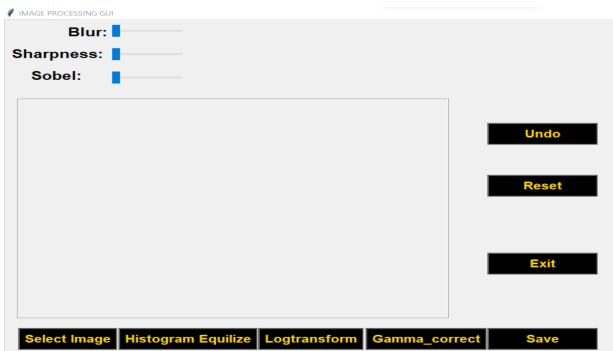 IMAGE PROCESSING GUI
Blur:
Sharpness:
Sobel:
Undo
Reset
Exit
Select Image Histogram Equilize Logtransform Gamma_correct Save